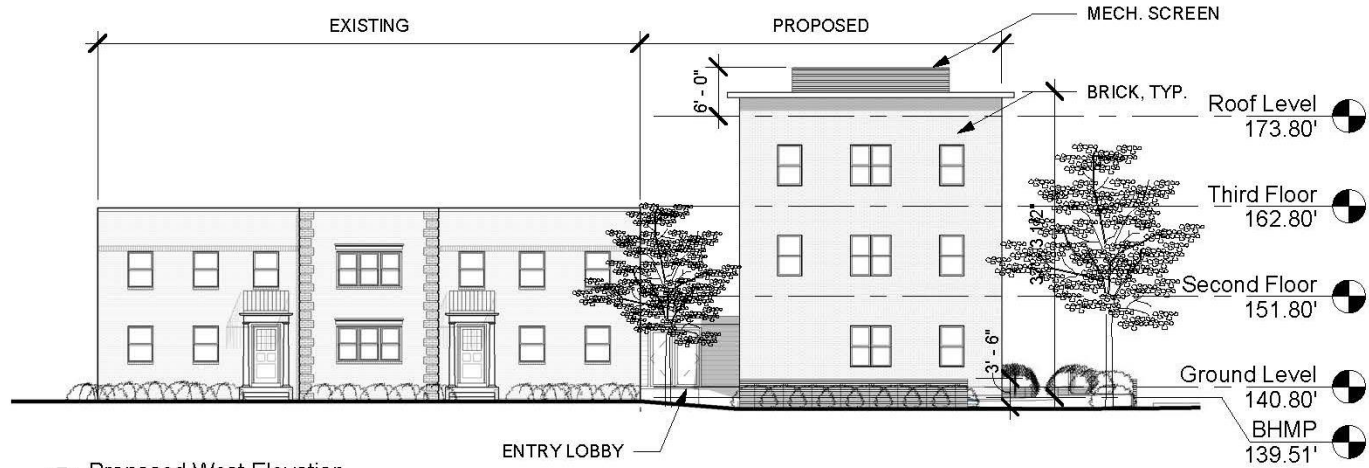 EXISTING
PROPOSED
MECH. SCREEN
6' - 0"
BRICK, TYP.
Roof Level
173.80'
Third Floor
162.80'
Second Floor
151.80'
3' - 6"
Ground Level
140.80'
BHMP
139.51'
ENTRY LOBBY
Proposed West Elevation